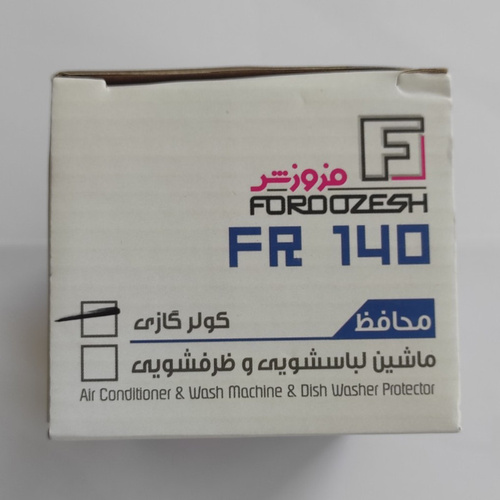 فروزش
FOROOZESH
FR 140
محافظ کولر گازی
ماشین لباسشویی و ظرفشویی
Air Conditioner & Wash Machine & Dish Washer Protector